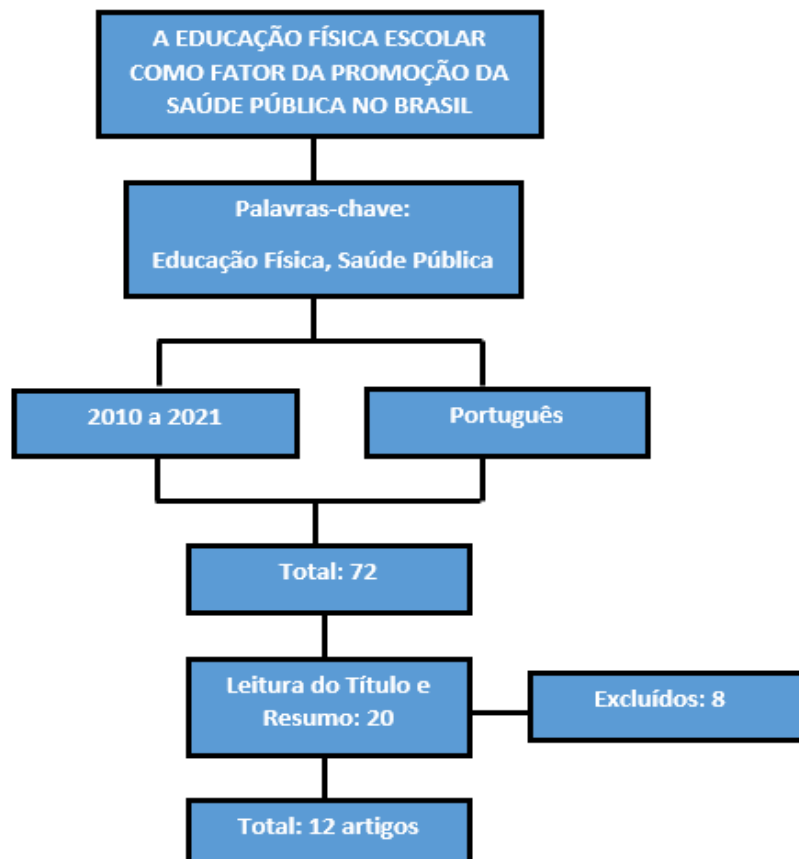 A EDUCAÇÃO FÍSICA ESCOLAR
COMO FATOR DA PROMOÇÃO DA
SAÚDE PÚBLICA NO BRASIL
Palavras-chave:
Educação Física, Saúde Pública
2010 a 2021
Português
Total: 72
Leitura do Título e
Resumo: 20
Excluídos: 8
Total: 12 artigos